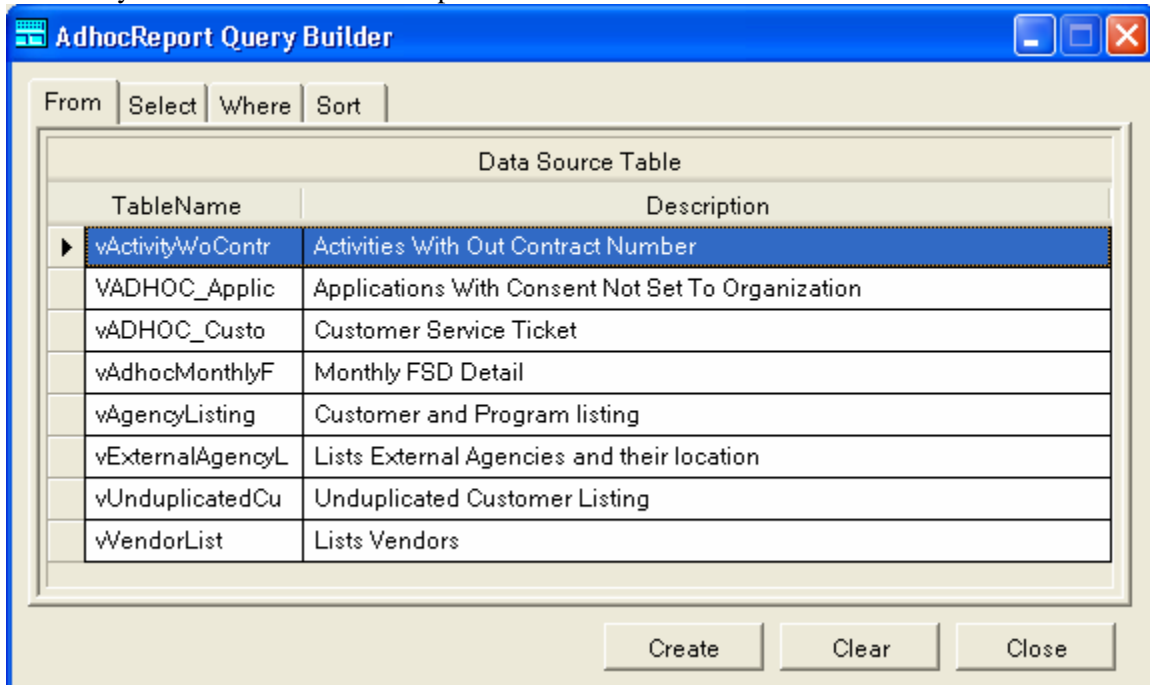 AdhocReport Query Builder
From Select Where Sort
Data Source Table
TableName Description
vActivityWoContr Activities With Out Contract Number
VADHOC_Applic Applications With Consent Not Set To Organization
vADHOC_Custo Customer Service Ticket
vAdhocMonthlyF Monthly FSD Detail
vAgencyListing Customer and Program listing
vExternalAgencyL Lists External Agencies and their location
vUnduplicatedCu Unduplicated Customer Listing
vVendorList Lists Vendors
Create Clear Close